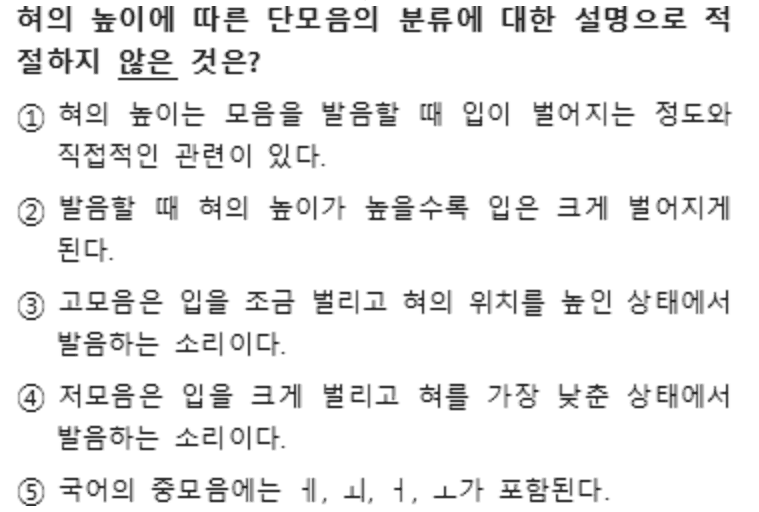 혀의 높이에 따른 단모음의 분류에 대한 설명으로 적
절하지 않은 것은?
① 혀의 높이는 모음을 발음할 때 입이 벌어지는 정도와
직접적인 관련이 있다.
② 발음할 때 혀의 높이가 높을수록 입은 크게 벌어지게
된다.
③ 고모음은 입을 조금 벌리고 혀의 위치를 높인 상태에서
발음하는 소리이다.
④ 저모음은 입을 크게 벌리고 혀를 가장 낮춘 상태에서
발음하는 소리이다.
⑤ 국어의 중모음에는 ㅔ, ㅚ, ㅓ, ㅗ가 포함된다.